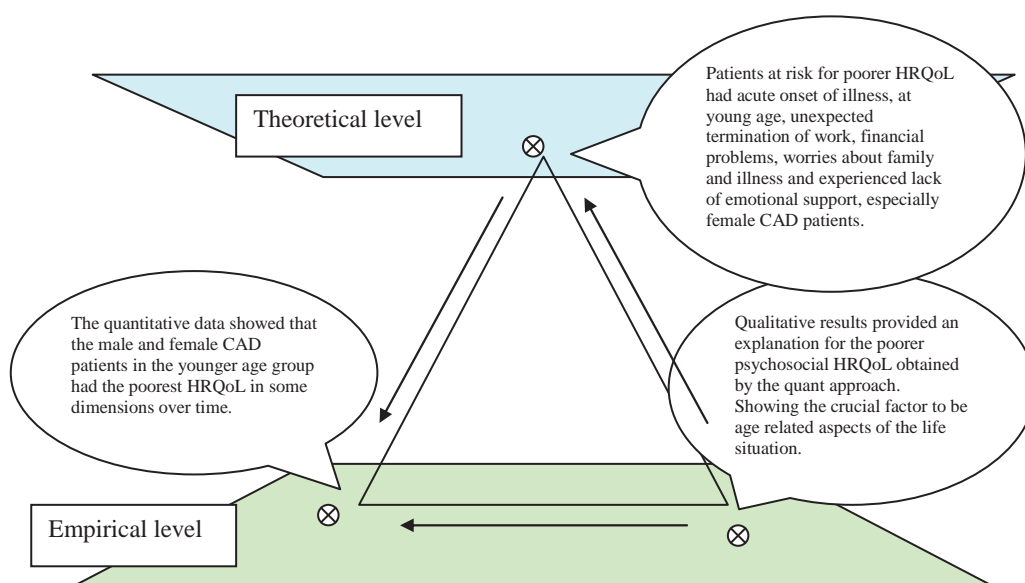 Theoretical level
Patients at risk for poorer HRQoL
had acute onset of illness, at
young age, unexpected
termination of work, financial
problems, worries about family
and illness and experienced lack
of emotional support, especially
female CAD patients.
The quantitative data showed that
the male and female CAD
patients in the younger age group
had the poorest HRQoL in some
dimensions over time.
Qualitative results provided an
explanation for the poorer
psychosocial HRQoL obtained
by the quant approach.
Showing the crucial factor to be
age related aspects of the life
situation.
Empirical level